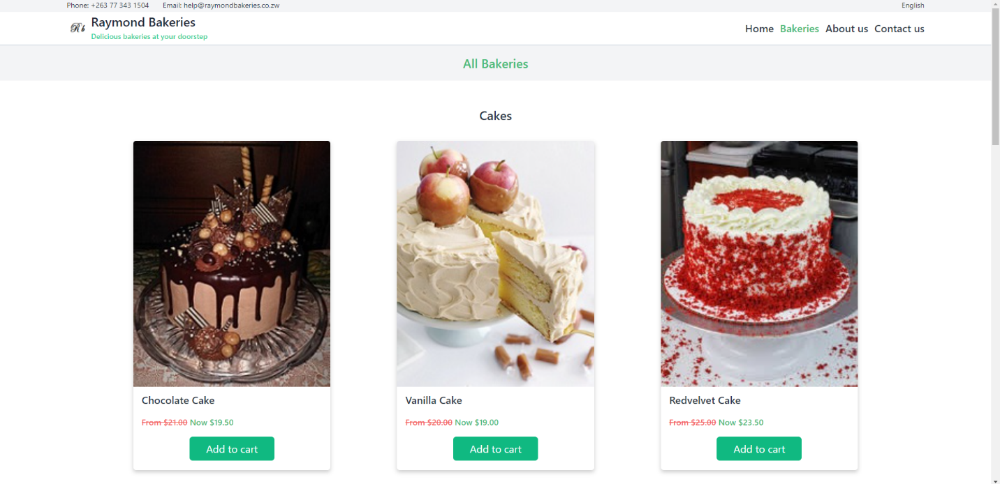 Phone: +263 77 343 1504 Email: help@raymondbakeries.co.zw English
Rb Raymond Bakeries
Delicious bakeries at your doorstep
Home Bakeries About us Contact us
All Bakeries
Cakes
Chocolate Cake
From $21.00 Now $19.50
Add to cart
Vanilla Cake
From $20.00 Now $19.00
Add to cart
Redvelvet Cake
From $25.00 Now $23.50
Add to cart